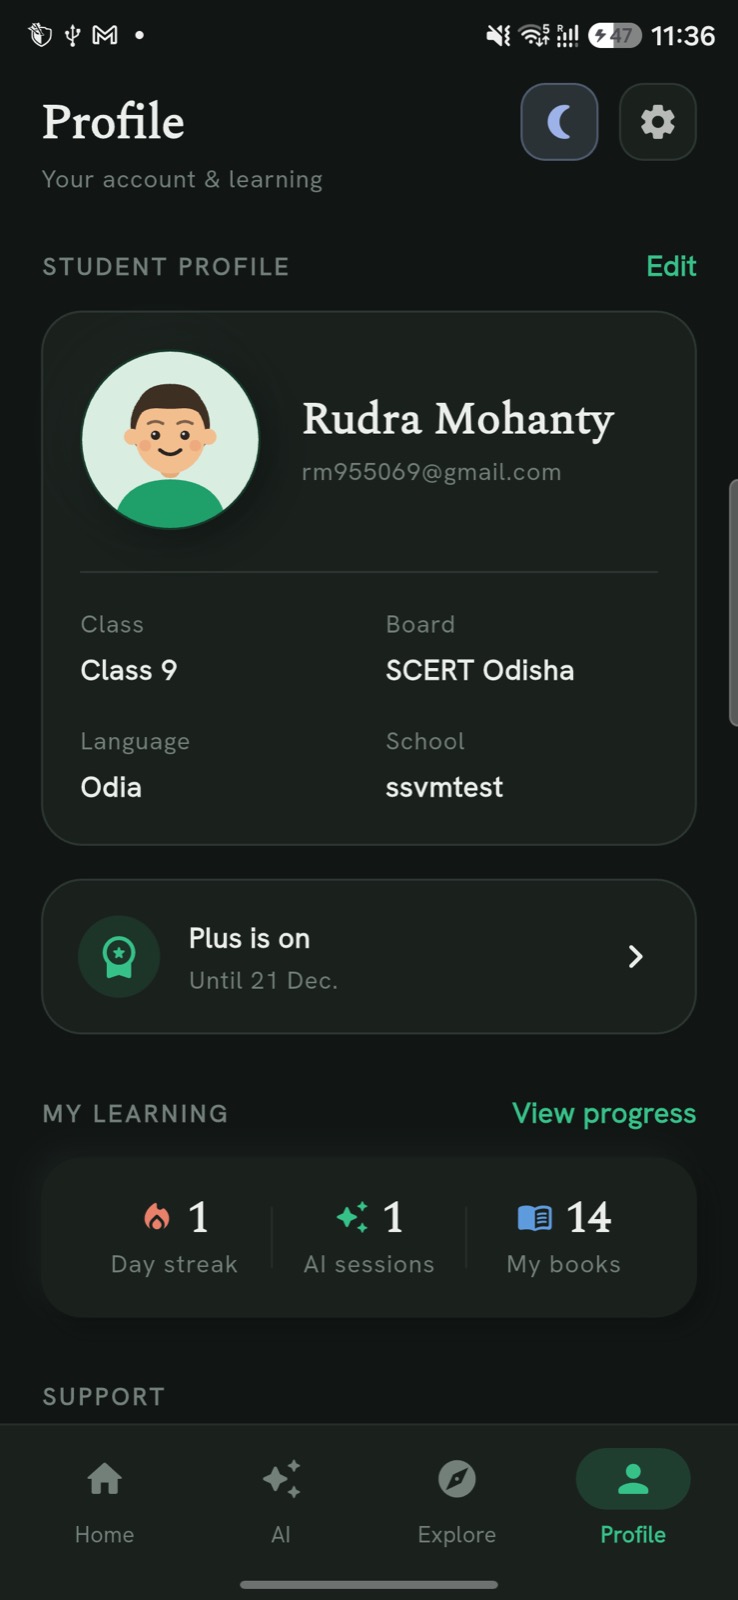 47 11:36
Profile
Your account & learning
STUDENT PROFILE Edit
Rudra Mohanty
rm955069@gmail.com
Class Board
Class 9 SCERT Odisha
Language School
Odia ssvmtest
Plus is on
Until 21 Dec.
MY LEARNING View progress
1 1 14
Day streak AI sessions My books
SUPPORT
Home AI Explore Profile